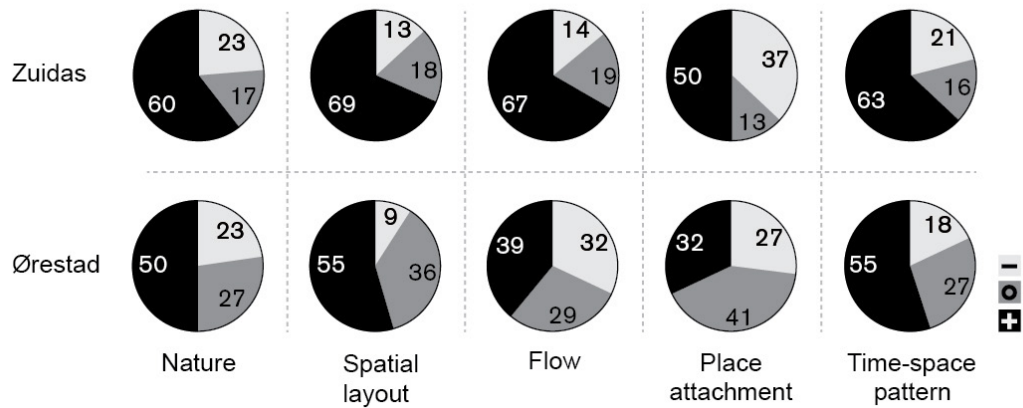 Zuidas
23
17
60
13
18
69
14
19
67
37
13
50
21
16
63
Ørestad
23
27
50
9
36
55
32
29
39
27
41
32
18
27
55
−
o
+
Nature
Spatial
layout
Flow
Place
attachment
Time-space
pattern